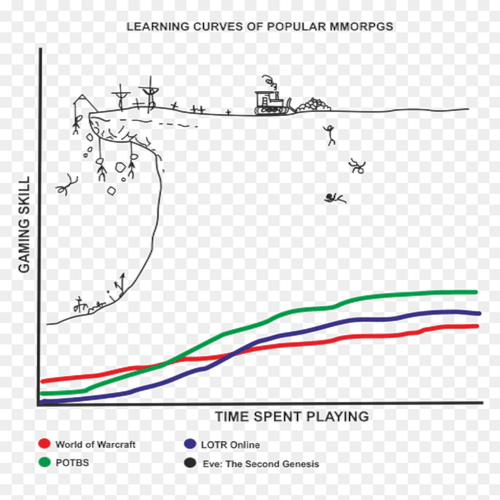 LEARNING CURVES OF POPULAR MMORPGS
GAMING SKILL
TIME SPENT PLAYING
World of Warcraft
LOTR Online
POTBS
Eve: The Second Genesis